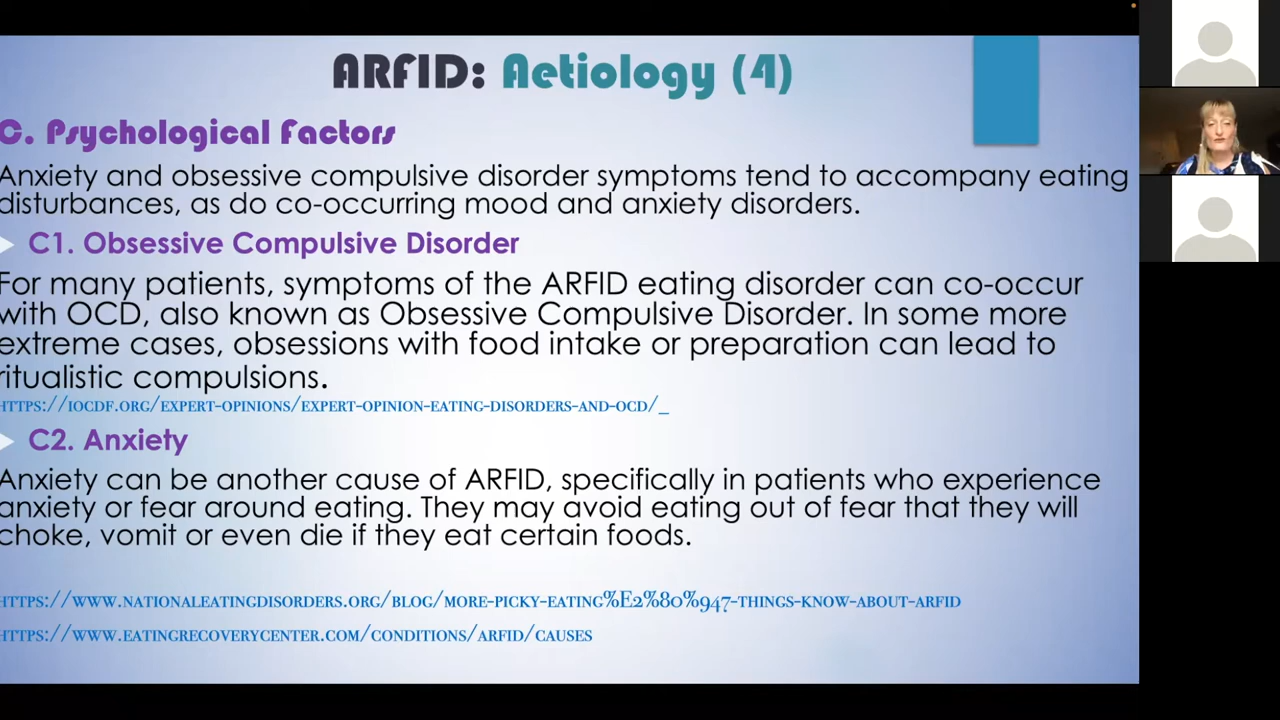 ARFID: Aetiology (4)
C. Psychological Factors
Anxiety and obsessive compulsive disorder symptoms tend to accompany eating
disturbances, as do co-occurring mood and anxiety disorders.
C1. Obsessive Compulsive Disorder
For many patients, symptoms of the ARFID eating disorder can co-occur
with OCD, also known as Obsessive Compulsive Disorder. In some more
extreme cases, obsessions with food intake or preparation can lead to
ritualistic compulsions.
https://iocdf.org/expert-opinions/expert-opinion-eating-disorders-and-ocd/_
C2. Anxiety
Anxiety can be another cause of ARFID, specifically in patients who experience
anxiety or fear around eating. They may avoid eating out of fear that they will
choke, vomit or even die if they eat certain foods.
https://www.nationaleatingdisorders.org/blog/more-picky-eating%E2%80%947-things-know-about-arfid
https://www.eatingrecoverycenter.com/conditions/arfid/causes